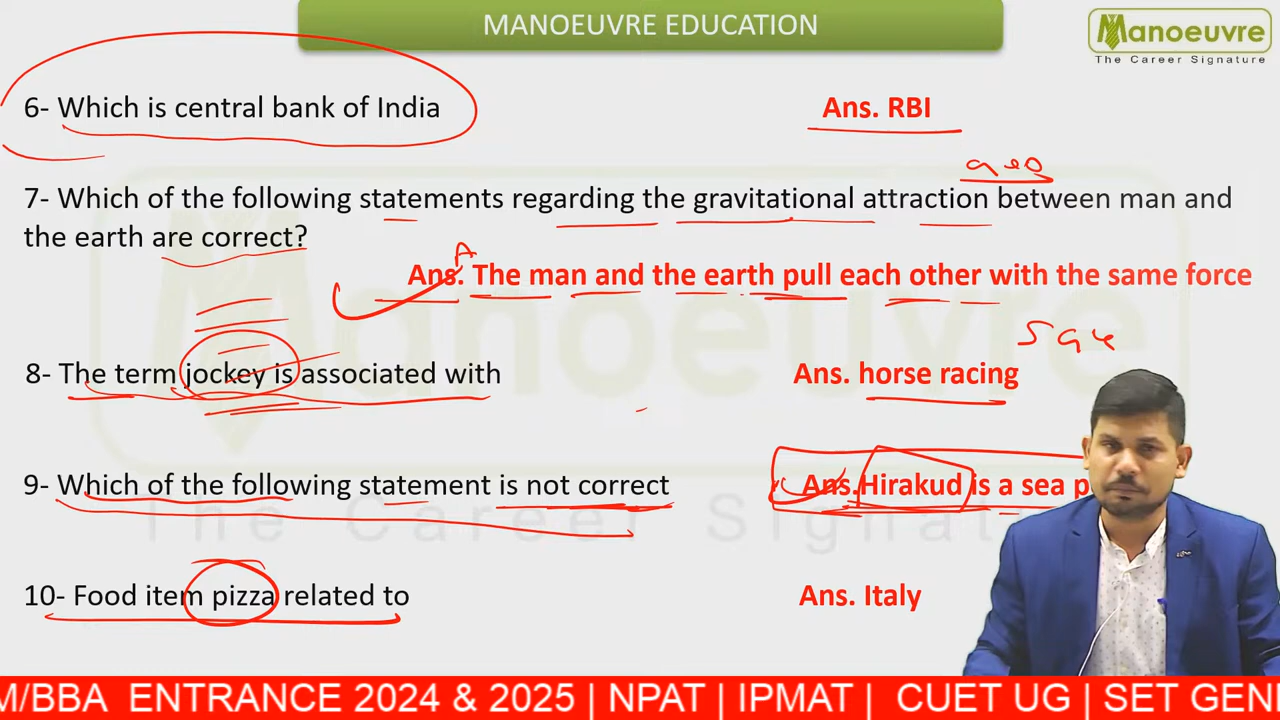 MANOEUVRE EDUCATION
Manoeuvre
The Career Signature
6- Which is central bank of India
Ans. RBI
7- Which of the following statements regarding the gravitational attraction between man and
the earth are correct?
Ans. The man and the earth pull each other with the same force
8- The term jockey is associated with
Ans. horse racing
9- Which of the following statement is not correct
Ans. Hirakud is a sea
10- Food item pizza related to
Ans. Italy
Manoeuvre
The Career Signat
M/BBA ENTRANCE 2024 & 2025 | NPAT | IPMAT | CUET UG | SET GEN